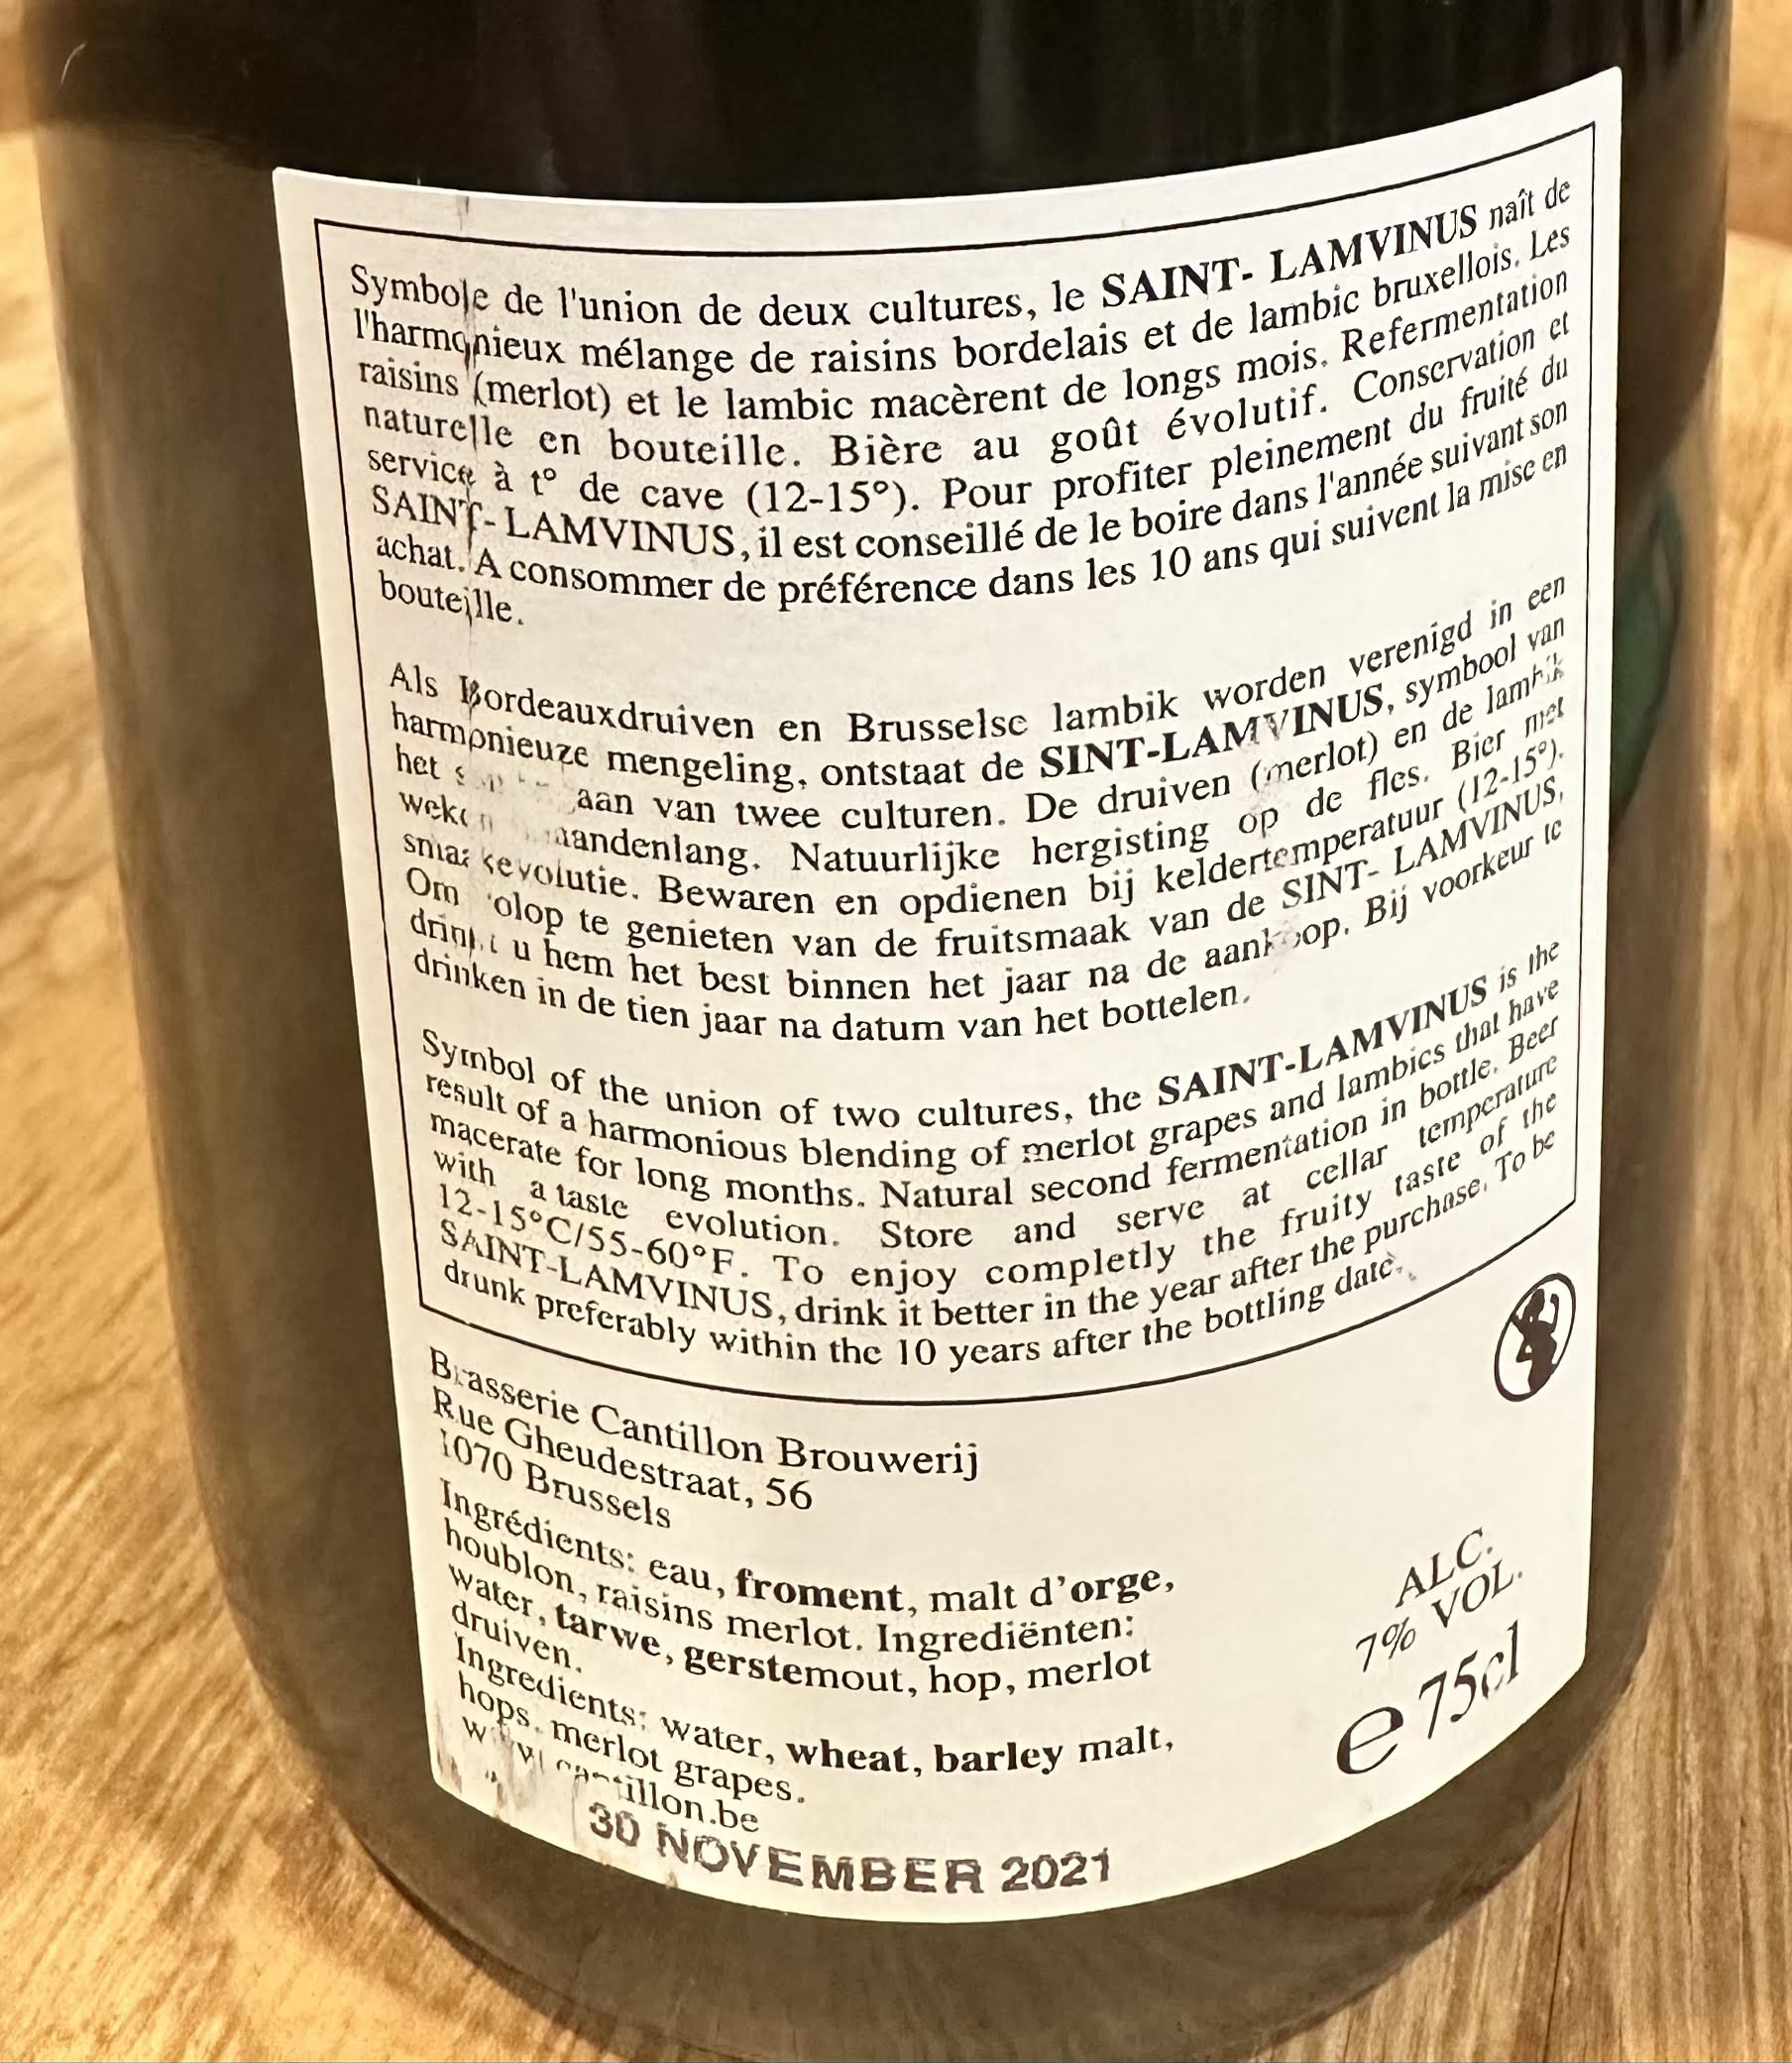 Symbole de l'union de deux cultures, le SAINT- LAMVINUS naît de
l'harmonieux mélange de raisins bordelais et de lambic bruxellois. Les
raisins (merlot) et le lambic macèrent de longs mois. Refermentation
naturelle en bouteille. Bière au goût évolutif. Conservation et
service à t° de cave (12-15°). Pour profiter pleinement du fruité du
SAINT- LAMVINUS, il est conseillé de le boire dans l'année suivant son
achat. A consommer de préférence dans les 10 ans qui suivent la mise en
bouteille.
Als Bordeauxdruiven en Brusselse lambik worden verenigd in een
harmonieuze mengeling, ontstaat de SINT-LAMVINUS, symbool van
het aan van twee culturen. De druiven (merlot) en de lambik
weken maandenlang. Natuurlijke hergisting op de fles. Bier met
smaakevolutie. Bewaren en opdienen bij keldertemperatuur (12-15°).
Om volop te genieten van de fruitsmaak van de SINT- LAMVINUS,
drinkt u hem het best binnen het jaar na de aankoop. Bij voorkeur te
drinken in de tien jaar na datum van het bottelen.
Symbol of the union of two cultures, the SAINT-LAMVINUS is the
result of a harmonious blending of merlot grapes and lambics that have
macerate for long months. Natural second fermentation in bottle. Beer
with a taste evolution. Store and serve at cellar temperature
12-15°C/55-60°F. To enjoy completly the fruity taste of the
SAINT-LAMVINUS, drink it better in the year after the purchase. To be
drunk preferably within the 10 years after the bottling date.
Brasserie Cantillon Brouwerij
Rue Gheudestraat, 56
1070 Brussels
Ingrédients: eau, froment, malt d'orge,
houblon, raisins merlot. Ingrediënten:
water, tarwe, gerstemout, hop, merlot
druiven.
Ingredients: water, wheat, barley malt,
hops, merlot grapes.
www.cantillon.be
30 NOVEMBER 2021
ALC.
7% VOL.
e 75cl